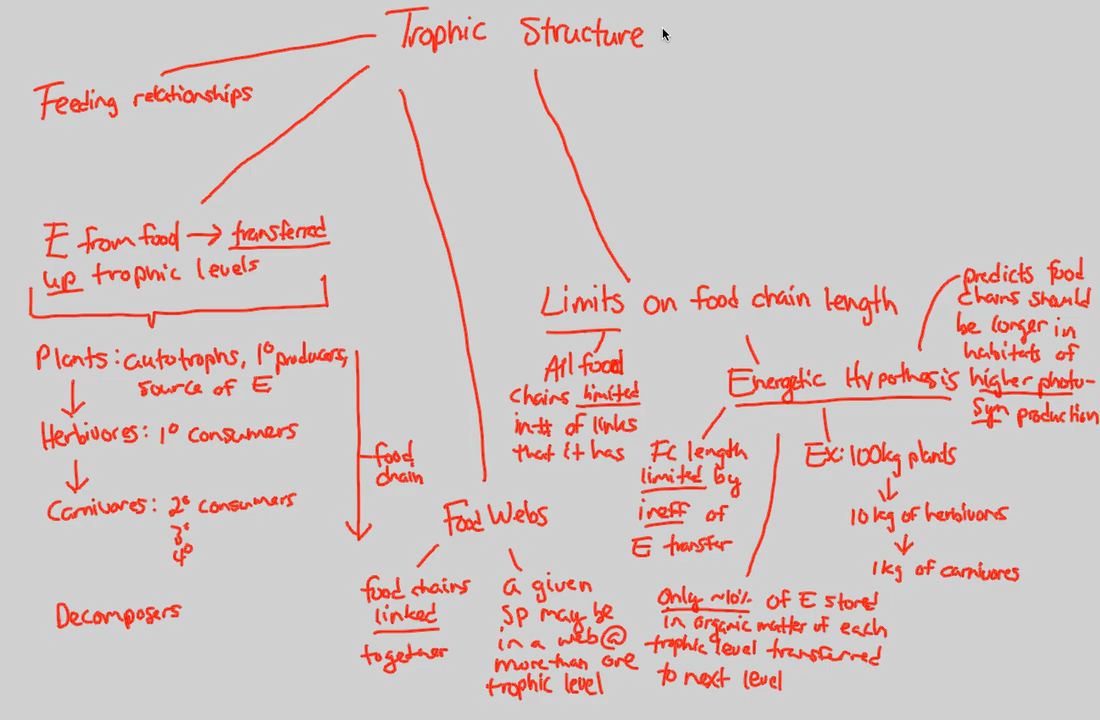 Trophic Structure
Feeding relationships
E from food → transferred
up trophic levels
Plants: autotrophs, 1° producers,
source of E
↓
Herbivores: 1° consumers
↓
Carnivores: 2° consumers
3°
4°
Decomposers
food
chain
Food Webs
food chains
linked
together
a given
SP may be
in a web @
more than one
trophic level
Limits on food chain length
All food
chains limited
in # of links
that it has
Energetic Hypothesis
predicts food
chains should
be longer in
habitats of
higher photo-
syn production
FC length
limited by
ineff of
E transfer
Only ~10% of E stored
in organic matter of each
trophic level transferred
to next level
Ex: 100kg plants
↓
10 kg of herbivores
↓
1kg of carnivores